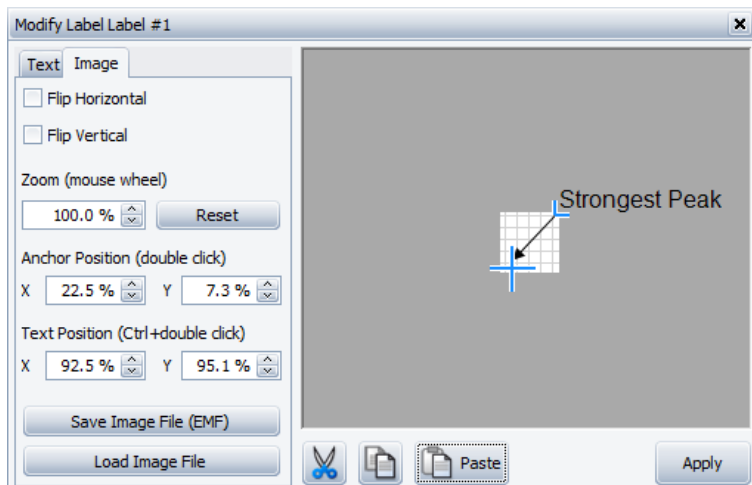 Modify Label Label #1
Text Image
Flip Horizontal
Flip Vertical
Zoom (mouse wheel)
100.0 % Reset
Anchor Position (double click)
X 22.5 % Y 7.3 %
Text Position (Ctrl+double click)
X 92.5 % Y 95.1 %
Save Image File (EMF)
Load Image File
Strongest Peak
Paste Apply